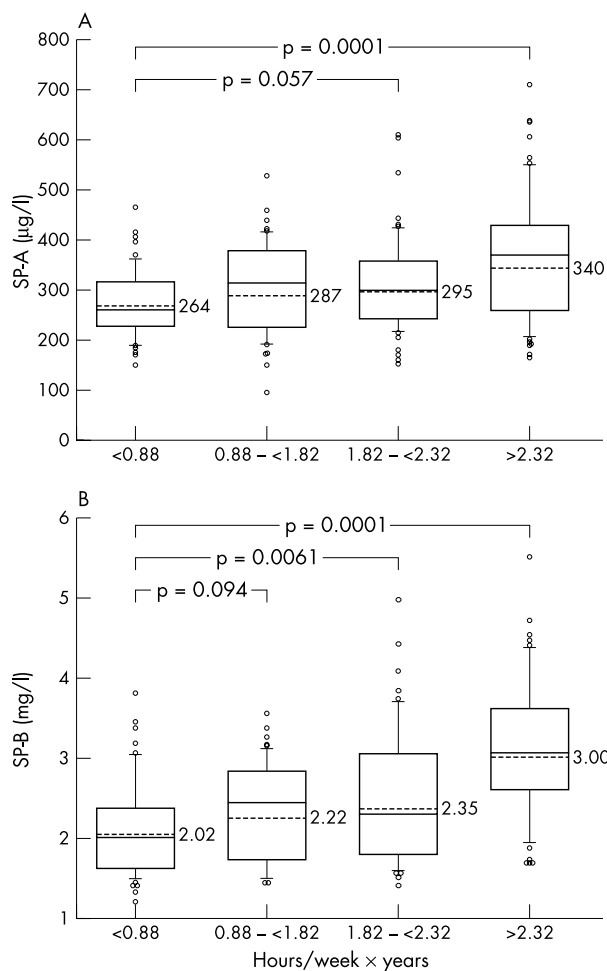 A
800
p = 0.0001
700
p = 0.057
600
500
SP-A (μg/l)
400
340
300
264
287
295
200
100
0
<0.88
0.88 – <1.82
1.82 – <2.32
>2.32
B
6
p = 0.0001
p = 0.0061
5
p = 0.094
4
SP-B (mg/l)
3
3.00
2.35
2.22
2.02
2
1
<0.88
0.88 – <1.82
1.82 – <2.32
>2.32
Hours/week × years